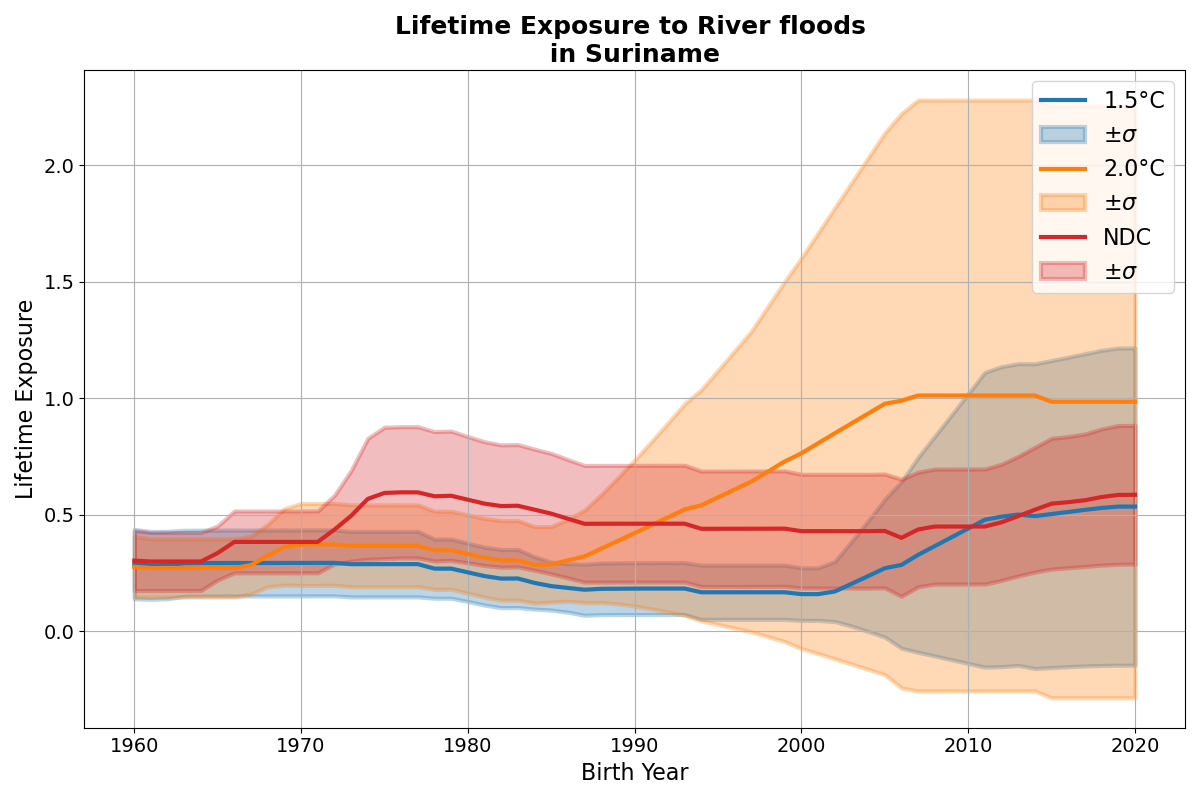 Lifetime Exposure to River floods
in Suriname
1.5°C
±σ
2.0°C
±σ
NDC
±σ
Lifetime Exposure
2.0
1.5
1.0
0.5
0.0
1960 1970 1980 1990 2000 2010 2020
Birth Year